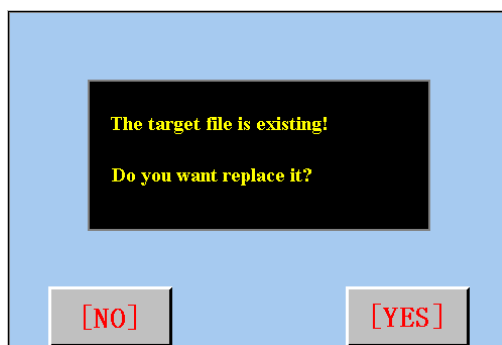 The target file is existing!
Do you want replace it?
[NO] [YES]